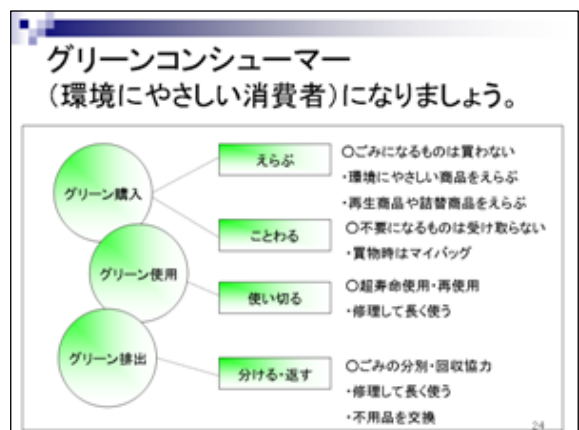 グリーンコンシューマー
（環境にやさしい消費者）になりましょう。
グリーン購入
えらぶ
○ごみになるものは買わない
・環境にやさしい商品をえらぶ
・再生商品や詰替商品をえらぶ
ことわる
○不要になるものは受け取らない
・買物時はマイバッグ
グリーン使用
使い切る
○超寿命使用・再使用
・修理して長く使う
グリーン排出
分ける・返す
○ごみの分別・回収協力
・修理して長く使う
・不用品を交換
24